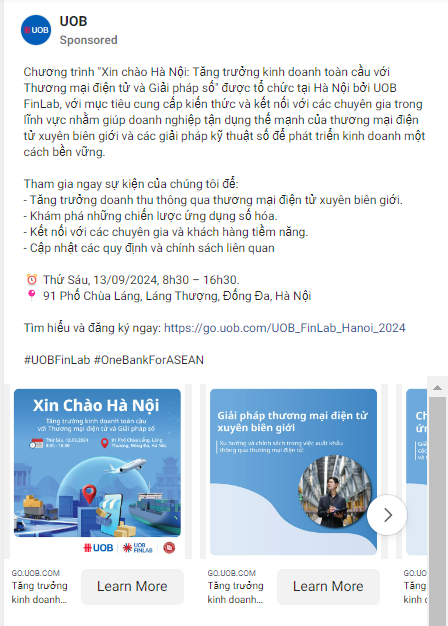 UOB
UOB
Sponsored
Chương trình "Xin chào Hà Nội: Tăng trưởng kinh doanh toàn cầu với
Thương mại điện tử và Giải pháp số" được tổ chức tại Hà Nội bởi UOB
FinLab, với mục tiêu cung cấp kiến thức và kết nối với các chuyên gia trong
lĩnh vực nhằm giúp doanh nghiệp tận dụng thế mạnh của thương mại điện
tử xuyên biên giới và các giải pháp kỹ thuật số để phát triển kinh doanh một
cách bền vững.
Tham gia ngay sự kiện của chúng tôi để:
- Tăng trưởng doanh thu thông qua thương mại điện tử xuyên biên giới.
- Khám phá những chiến lược ứng dụng số hóa.
- Kết nối với các chuyên gia và khách hàng tiềm năng.
- Cập nhật các quy định và chính sách liên quan
⏰ Thứ Sáu, 13/09/2024, 8h30 – 16h30.
📍 91 Phố Chùa Láng, Láng Thượng, Đống Đa, Hà Nội
Tìm hiểu và đăng ký ngay: https://go.uob.com/UOB_FinLab_Hanoi_2024
#UOBFinLab #OneBankForASEAN
Xin Chào Hà Nội
Tăng trưởng kinh doanh toàn cầu
với Thương mại điện tử và Giải pháp số
Thứ Sáu, 13.09.2024
8:30 - 16:30
91 Phố Chùa Láng, Láng
Thượng, Đống Đa, Hà Nội
UOB
UOB
FINLAB
Giải pháp thương mại điện tử
xuyên biên giới
Xu hướng và chính sách trong việc xuất khẩu
thông qua thương mại điện tử
GO.UOB.COM
Tăng trưởng
kinh doanh...
Learn More
GO.UOB.COM
Tăng trưởng
kinh doanh...
Learn More
GO.UO
Tăng
kinh d